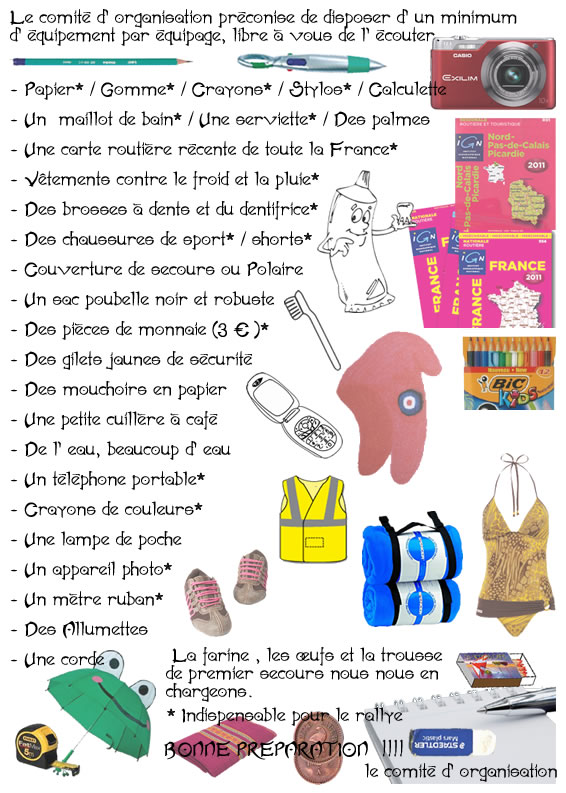 Le comité d' organisation préconise de disposer d' un minimum
d' équipement par équipage, libre à vous de l' écouter.
CASIO
EXILIM
- Papier* / Gomme* / Crayons* / Stylos* / Calculette
- Un maillot de bain* / Une serviette* / Des palmes
- Une carte routière récente de toute la France*
- Vêtements contre le froid et la pluie*
- Des brosses à dents et du dentifrice*
- Des chaussures de sport* / shorts*
- Couverture de secours ou Polaire
- Un sac poubelle noir et robuste
- Des pièces de monnaie (3 €)*
- Des gilets jaunes de sécurité
- Des mouchoirs en papier
- Une petite cuillère à café
- De l' eau, beaucoup d' eau
- Un téléphone portable*
- Crayons de couleurs*
- Une lampe de poche
- Un appareil photo*
- Un mètre ruban*
- Des Allumettes
- Une corde
IGN
Nord-
Pas-de-Calais
Picardie
2011
Nord-
Pas-de-Calais
Picardie
IGN
FRANCE
2011
FRANCE
FRANCE
BIC
KIDS
La farine , les œufs et la trousse
de premier secours nous nous en
chargeons.
* Indispensable pour le rallye
BONNE PREPARATION !!!!
STAEDTLER
Mars plastic
le comité d' organisation